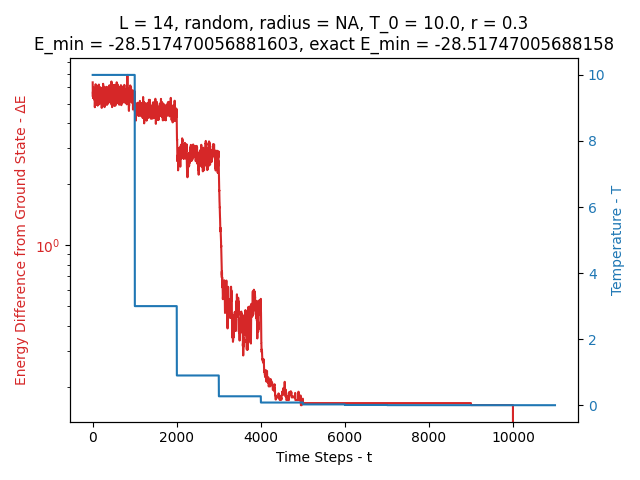 L = 14, random, radius = NA, T_0 = 10.0, r = 0.3
E_min = -28.517470056881603, exact E_min = -28.51747005688158
Energy Difference from Ground State - ΔE
10⁰
10
8
6
4
2
0
Temperature - T
0
2000
4000
6000
8000
10000
Time Steps - t